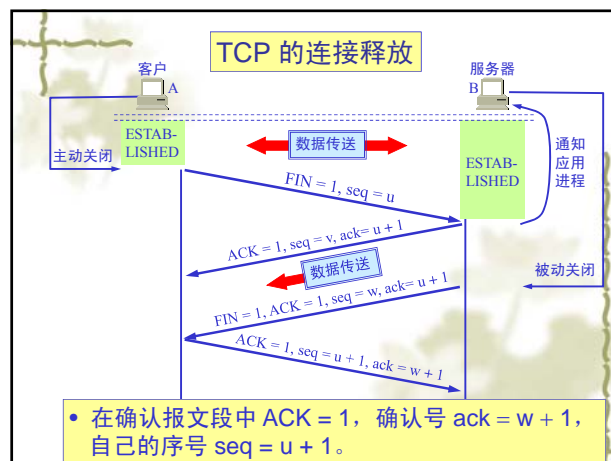 TCP 的连接释放
客户
A
服务器
B
ESTAB-
LISHED
数据传送
ESTAB-
LISHED
通知
应用
进程
主动关闭
FIN = 1, seq = u
ACK = 1, seq = v, ack= u + 1
数据传送
被动关闭
FIN = 1, ACK = 1, seq = w, ack= u + 1
ACK = 1, seq = u + 1, ack = w + 1
• 在确认报文段中 ACK = 1，确认号 ack = w + 1，
自己的序号 seq = u + 1。